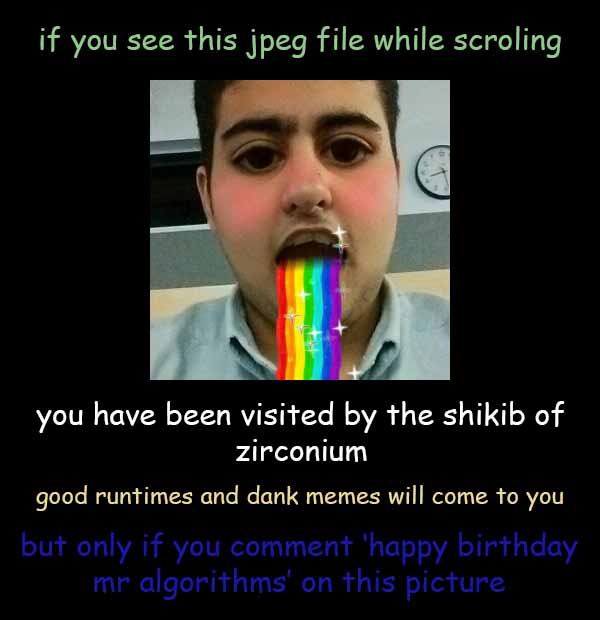 if you see this jpeg file while scroling
you have been visited by the shikib of
zirconium
good runtimes and dank memes will come to you
but only if you comment 'happy birthday
mr algorithms' on this picture